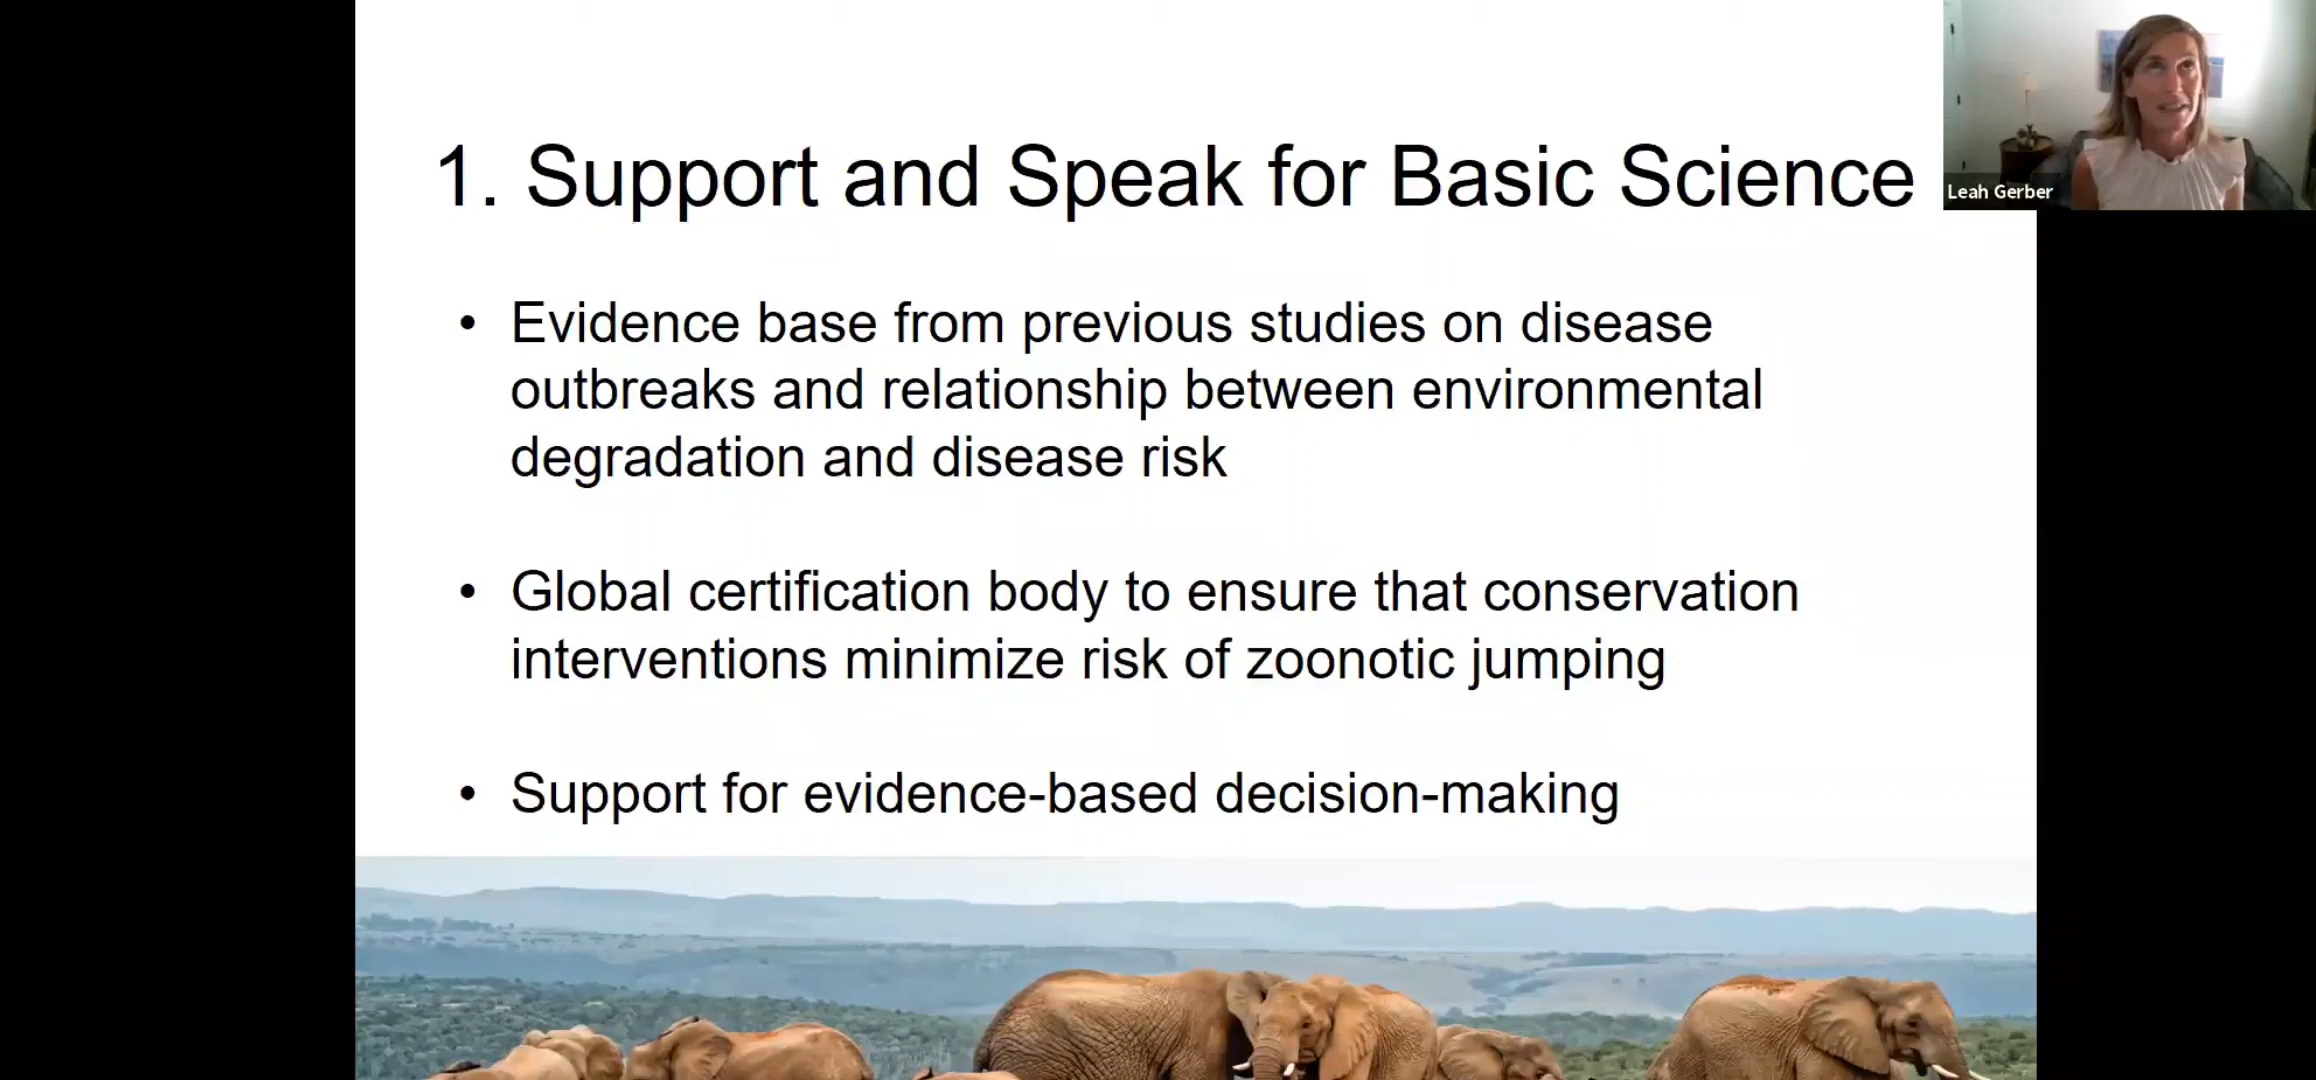 1. Support and Speak for Basic Science
Leah Gerber
• Evidence base from previous studies on disease
outbreaks and relationship between environmental
degradation and disease risk
• Global certification body to ensure that conservation
interventions minimize risk of zoonotic jumping
• Support for evidence-based decision-making